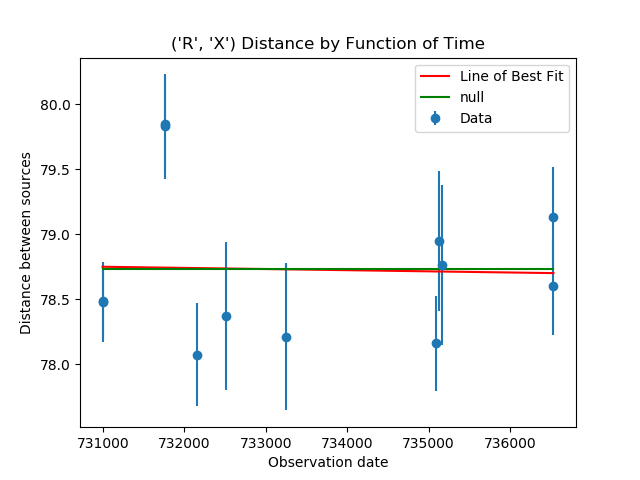 ('R', 'X') Distance by Function of Time
Line of Best Fit
null
Data
Distance between sources
80.0
79.5
79.0
78.5
78.0
731000 732000 733000 734000 735000 736000
Observation date